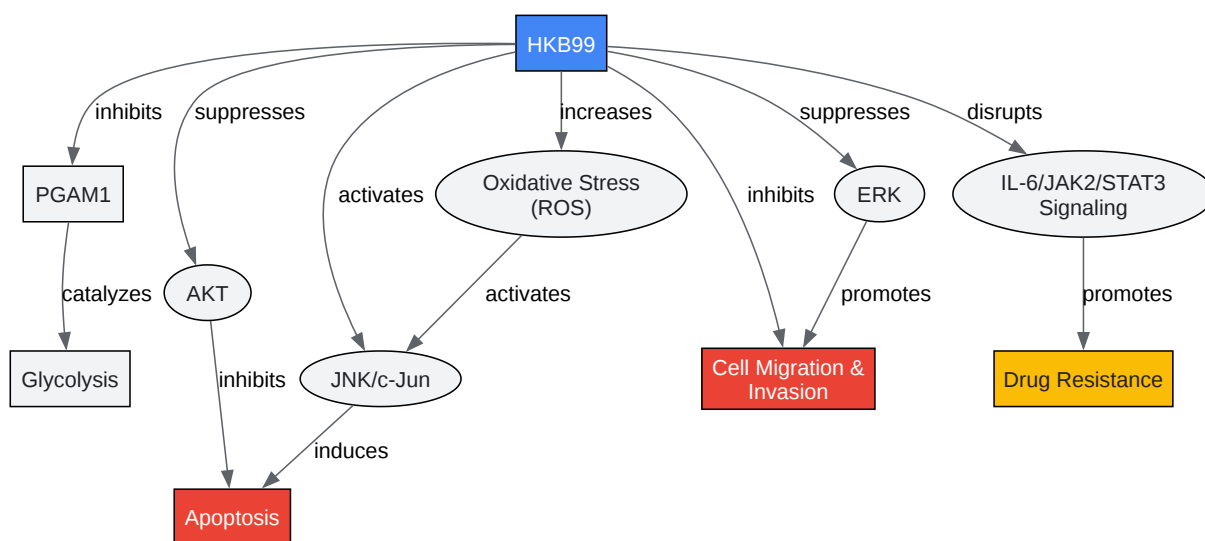 HKB99
inhibits
suppresses
increases
suppresses
disrupts
PGAM1
activates
Oxidative Stress
(ROS)
inhibits
ERK
IL-6/JAK2/STAT3
Signaling
catalyzes
AKT
activates
promotes
promotes
Glycolysis
inhibits
JNK/c-Jun
Cell Migration &
Invasion
Drug Resistance
induces
Apoptosis